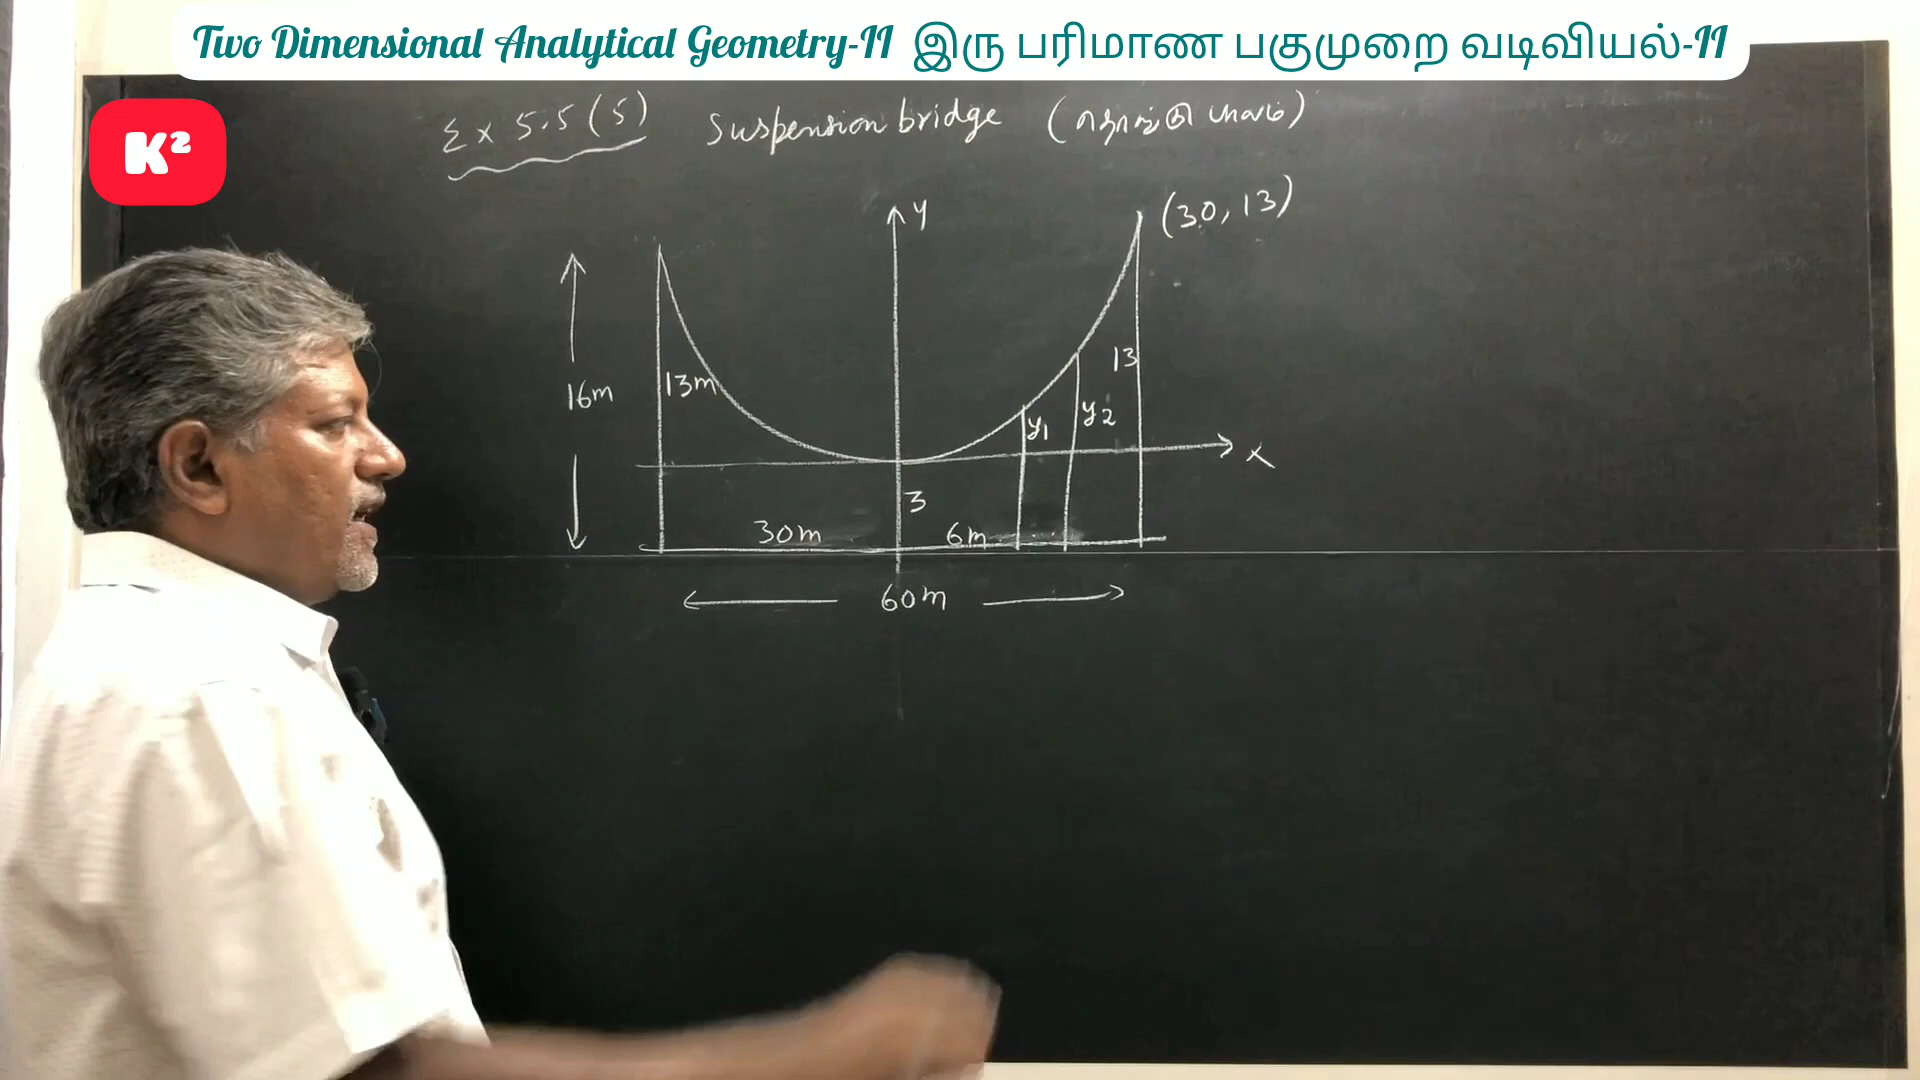 Two Dimensional Analytical Geometry-II இரு பரிமாண பகுமுறை வடிவியல்-II
K²
Ex 5.5 (5) Suspension bridge (தொங்கு பாலம்)
y
(30, 13)
16m
13m
13
y₁
y₂
x
3
30m
6m
60m